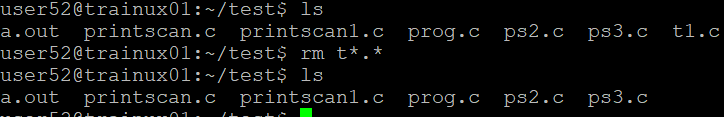 user52@trainux01:~/test$ ls
a.out  printscan.c  printscan1.c  prog.c  ps2.c  ps3.c  t1.c
user52@trainux01:~/test$ rm t*.*
user52@trainux01:~/test$ ls
a.out  printscan.c  printscan1.c  prog.c  ps2.c  ps3.c
user52@trainux01:~/test$